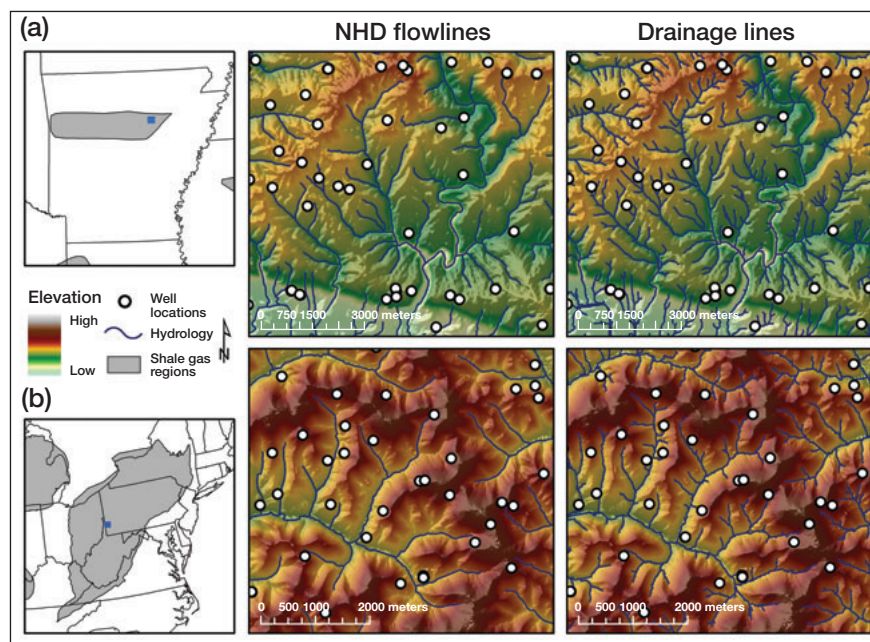 (a)
NHD flowlines
Drainage lines
Elevation
High
Low
Well
locations
Hydrology
Shale gas
regions
N
0 750 1500 3000 meters
0 750 1500 3000 meters
(b)
0 500 1000 2000 meters
0 500 1000 2000 meters